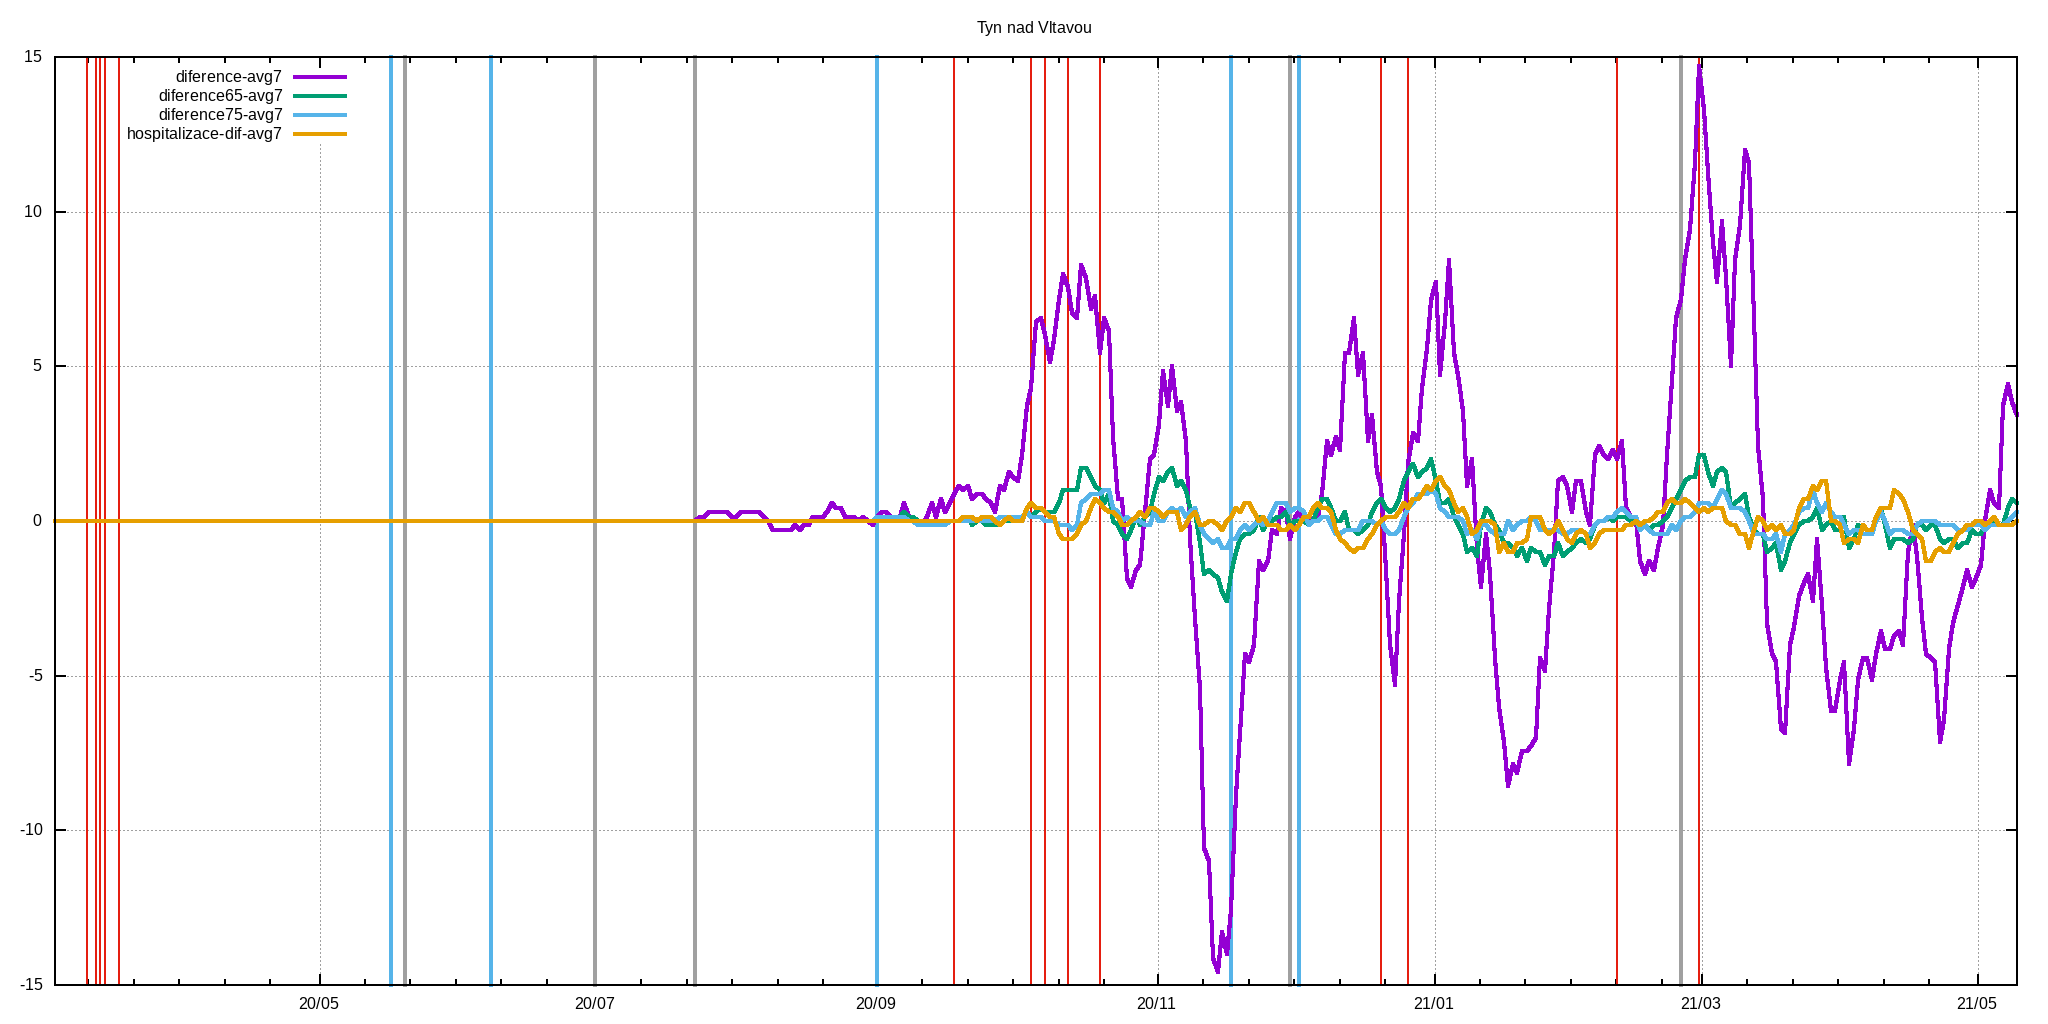 Tyn nad Vltavou
15
diference-avg7
diference65-avg7
diference75-avg7
hospitalizace-dif-avg7
10
5
0
-5
-10
-15
20/05 20/07 20/09 20/11 21/01 21/03 21/05